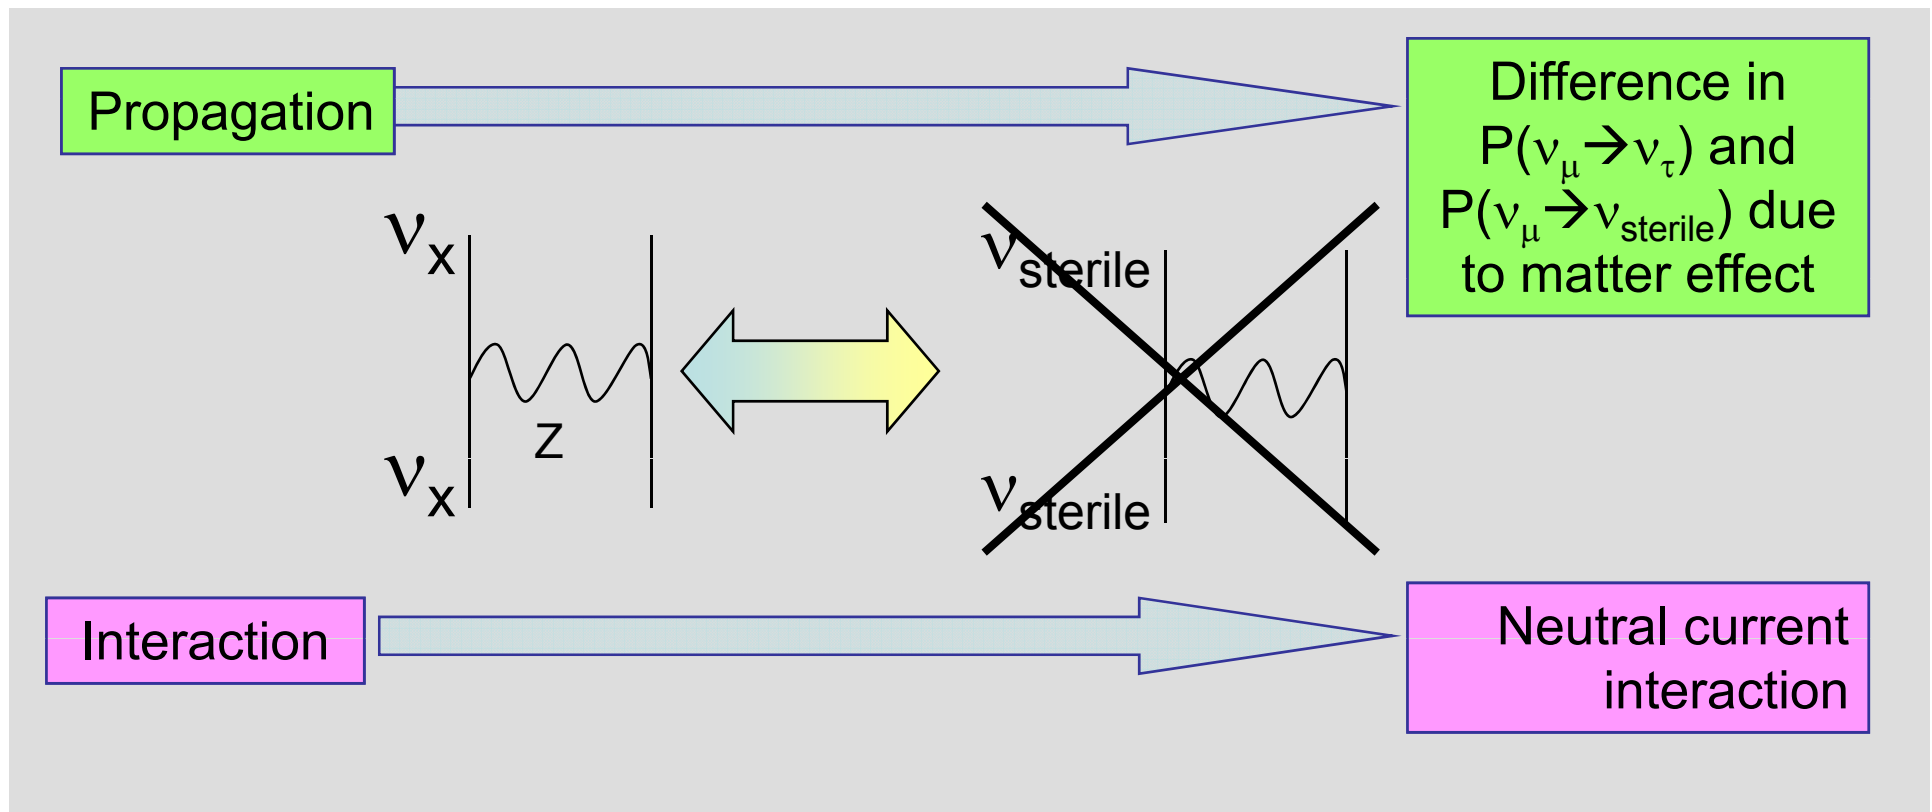 Propagation
Difference in
P(νμ→ντ) and
P(νμ→νsterile) due
to matter effect
νx
νsterile
Z
νx
νsterile
Interaction
Neutral current
interaction